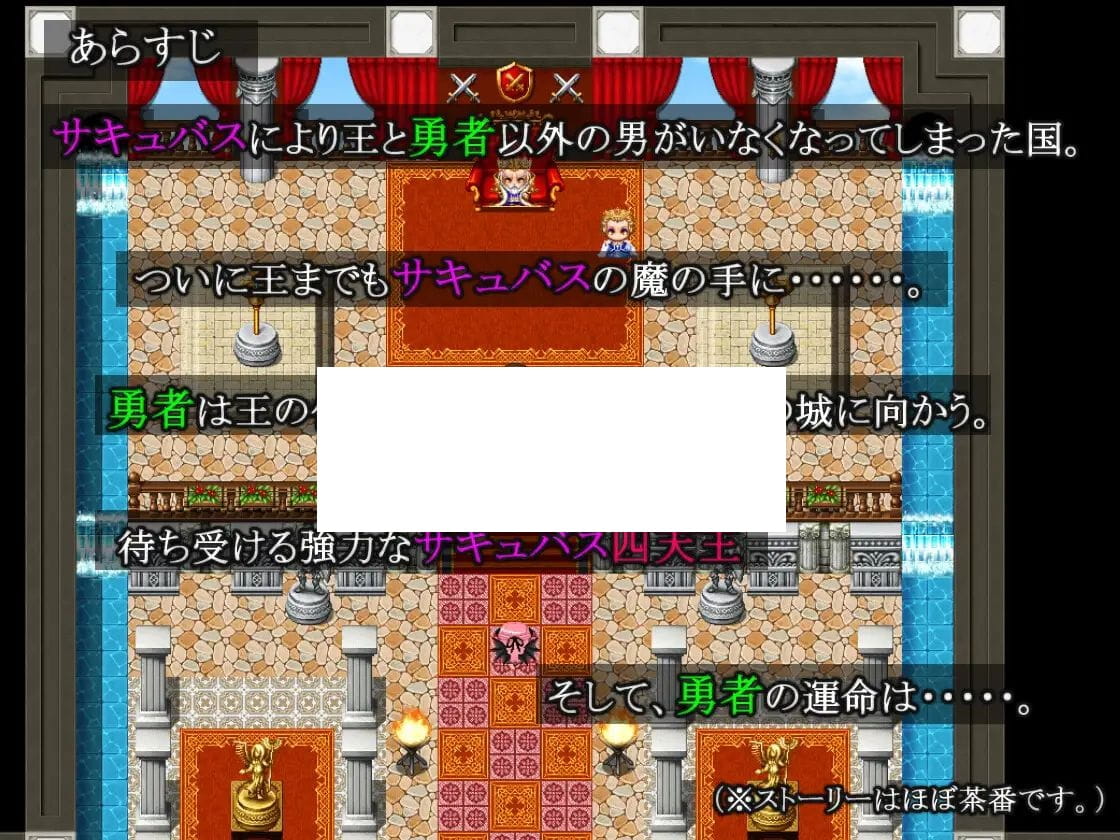 あらすじ
サキュバスにより王と勇者以外の男がいなくなってしまった国。
ついに王までもサキュバスの魔の手に・・・・・・。
勇者は王の
城に向かう。
待ち受ける強力なサキュバス四天王
そして、勇者の運命は・・・・・。
(※ストーリーはほぼ茶番です。)